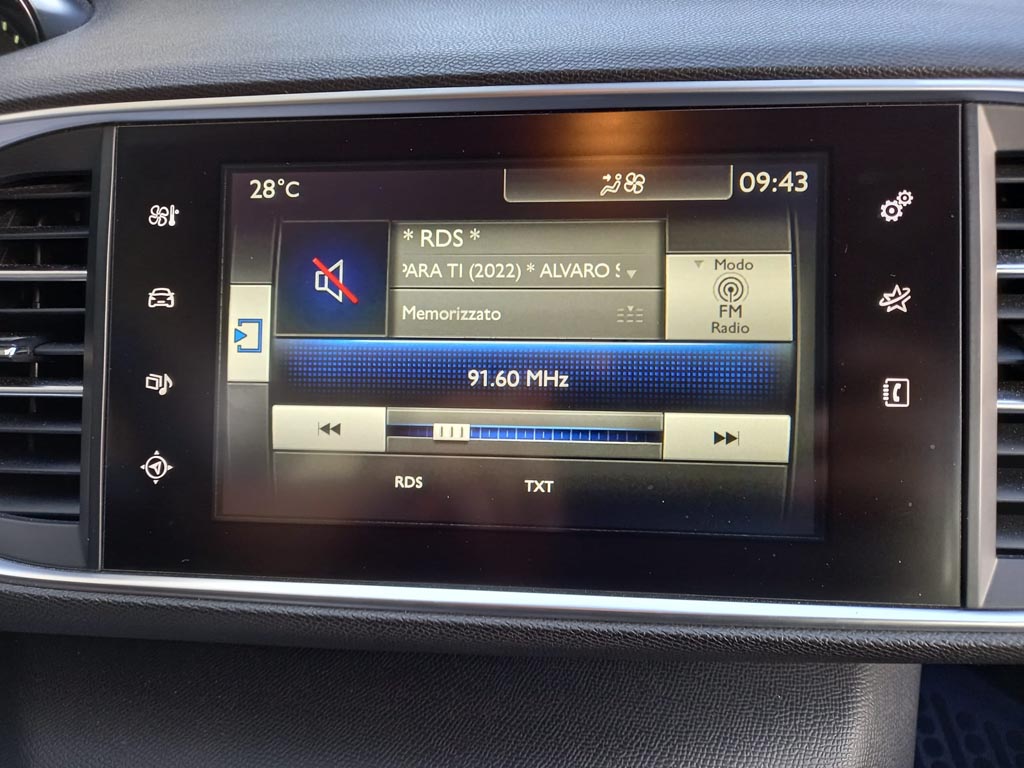 28°C
09:43
* RDS *
PARA TI (2022) * ALVARO
Memorizzato
Modo
FM
Radio
91.60 MHz
RDS
TXT